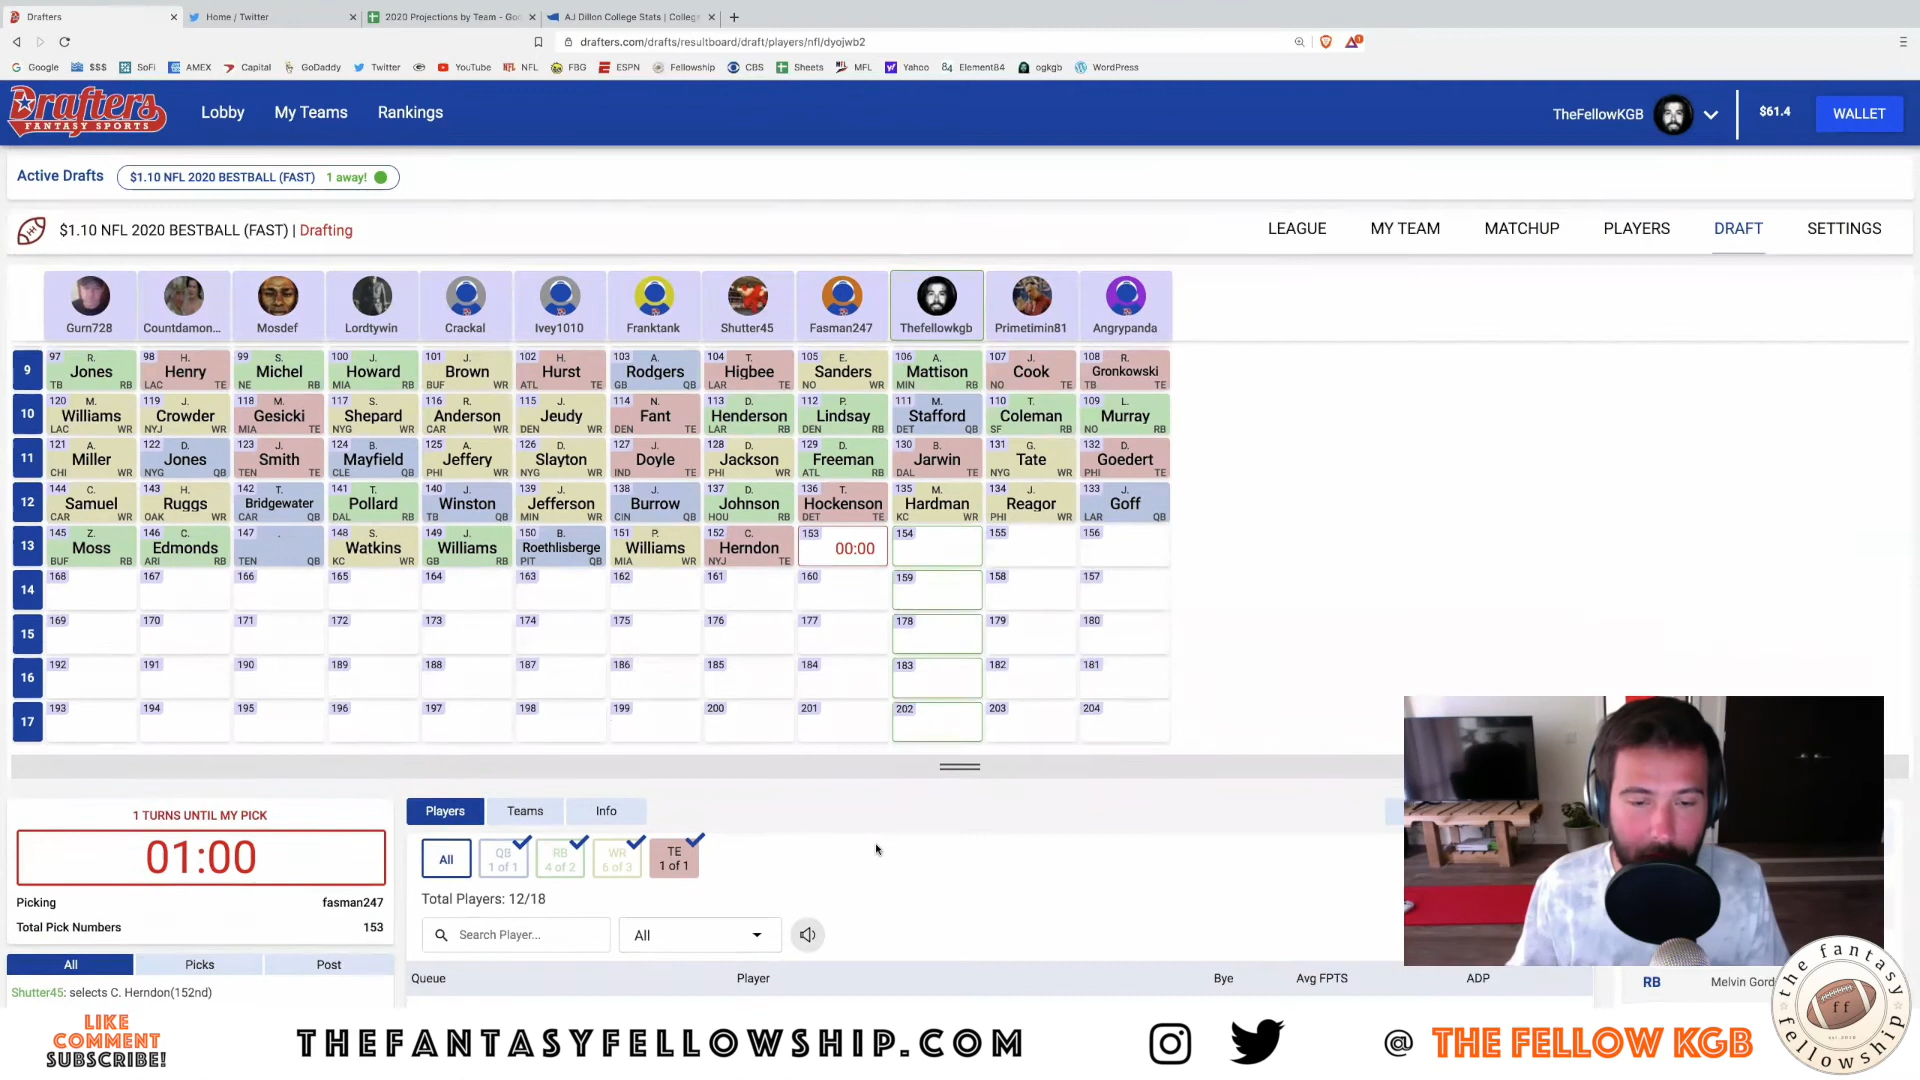 Drafters
Home / Twitter
2020 Projections by Team - Go
AJ Dillon College Stats | Colleg
drafters.com/drafts/resultboard/draft/players/nfl/dyojwb2
Google $$$ SoFi AMEX Capital GoDaddy Twitter YouTube NFL FBG ESPN Fellowship CBS Sheets MFL Yahoo 84 Element84 ogkgb WordPress
Drafters
FANTASY SPORTS
Lobby My Teams Rankings
TheFellowKGB $61.4 WALLET
Active Drafts $1.10 NFL 2020 BESTBALL (FAST) 1 away!
$1.10 NFL 2020 BESTBALL (FAST) | Drafting
LEAGUE MY TEAM MATCHUP PLAYERS DRAFT SETTINGS
Gurn728 Countdamon... Mosdef Lordtywin Crackal Ivey1010 Franktank Shutter45 Fasman247 Thefellowkgb Primetimin81 Angrypanda
9
97 R. Jones TB RB
98 H. Henry LAC TE
99 S. Michel NE RB
100 J. Howard MIA RB
101 J. Brown BUF WR
102 H. Hurst ATL TE
103 A. Rodgers GB QB
104 T. Higbee LAR TE
105 E. Sanders NO WR
106 A. Mattison MIN RB
107 J. Cook NO TE
108 R. Gronkowski TB TE
10
120 M. Williams LAC WR
119 J. Crowder NYJ WR
118 M. Gesicki MIA TE
117 S. Shepard NYG WR
116 R. Anderson CAR WR
115 J. Jeudy DEN WR
114 N. Fant DEN TE
113 D. Henderson LAR RB
112 P. Lindsay DEN RB
111 M. Stafford DET QB
110 T. Coleman SF RB
109 L. Murray NO RB
11
121 A. Miller CHI WR
122 D. Jones NYG QB
123 J. Smith TEN TE
124 B. Mayfield CLE QB
125 A. Jeffery PHI WR
126 D. Slayton NYG WR
127 J. Doyle IND TE
128 D. Jackson PHI WR
129 D. Freeman ATL RB
130 B. Jarwin DAL TE
131 G. Tate NYG WR
132 D. Goedert PHI TE
12
144 C. Samuel CAR WR
143 H. Ruggs OAK WR
142 T. Bridgewater CAR QB
141 T. Pollard DAL RB
140 J. Winston TB QB
139 J. Jefferson MIN WR
138 J. Burrow CIN QB
137 D. Johnson HOU RB
136 T. Hockenson DET TE
135 M. Hardman KC WR
134 J. Reagor PHI WR
133 J. Goff LAR QB
13
145 Z. Moss BUF RB
146 C. Edmonds ARI RB
147 . TEN QB
148 S. Watkins KC WR
149 J. Williams GB RB
150 B. Roethlisberge PIT QB
151 P. Williams MIA WR
152 C. Herndon NYJ TE
153 00:00
154 155 156
14 168 167 166 165 164 163 162 161 160 159 158 157
15 169 170 171 172 173 174 175 176 177 178 179 180
16 192 191 190 189 188 187 186 185 184 183 182 181
17 193 194 195 196 197 198 199 200 201 202 203 204
1 TURNS UNTIL MY PICK
01:00
Picking fasman247
Total Pick Numbers 153
All Picks Post
Shutter45: selects C. Herndon(152nd)
Players Teams Info
All
QB 1 of 1
RB 4 of 2
WR 6 of 3
TE 1 of 1
Total Players: 12/18
Search Player... All
Queue Player Bye Avg FPTS ADP
RB Melvin Gord
LIKE
COMMENT
SUBSCRIBE!
THEFANTASYFELLOWSHIP.COM
@ THE FELLOW KGB
the fantasy
ff
fellowship